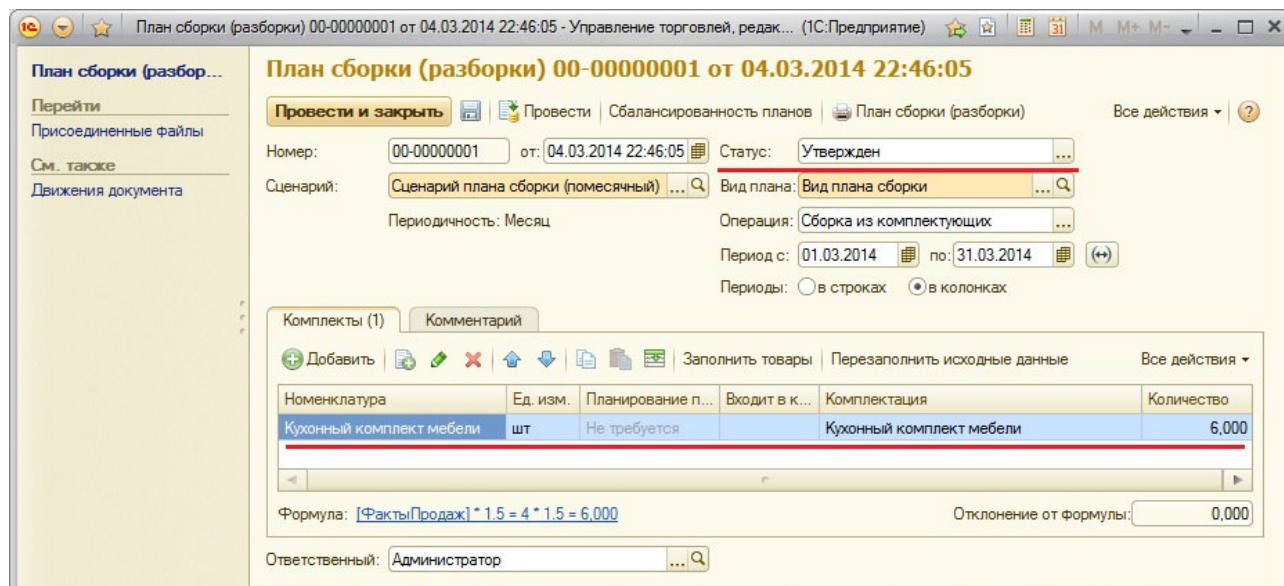 План сборки (разборки) 00-00000001 от 04.03.2014 22:46:05 - Управление торговлей, редак... (1С:Предприятие) 31 M M+ M-
План сборки (разбор...
Перейти
Присоединенные файлы
См. также
Движения документа
План сборки (разборки) 00-00000001 от 04.03.2014 22:46:05
Провести и закрыть Провести Сбалансированность планов План сборки (разборки) Все действия ?
Номер: 00-00000001 от: 04.03.2014 22:46:05 Статус: Утвержден ...
Сценарий: Сценарий плана сборки (помесячный) ... Вид плана: Вид плана сборки ...
Периодичность: Месяц Операция: Сборка из комплектующих ...
Период с: 01.03.2014 по: 31.03.2014
Периоды: в строках в колонках
Комплекты (1) Комментарий
Добавить Заполнить товары Перезаполнить исходные данные Все действия
Номенклатура Ед. изм. Планирование п... Входит в к... Комплектация Количество
Кухонный комплект мебели шт Не требуется Кухонный комплект мебели 6,000
Формула: [ФактыПродаж] * 1.5 = 4 * 1.5 = 6,000 Отклонение от формулы: 0,000
Ответственный: Администратор ...